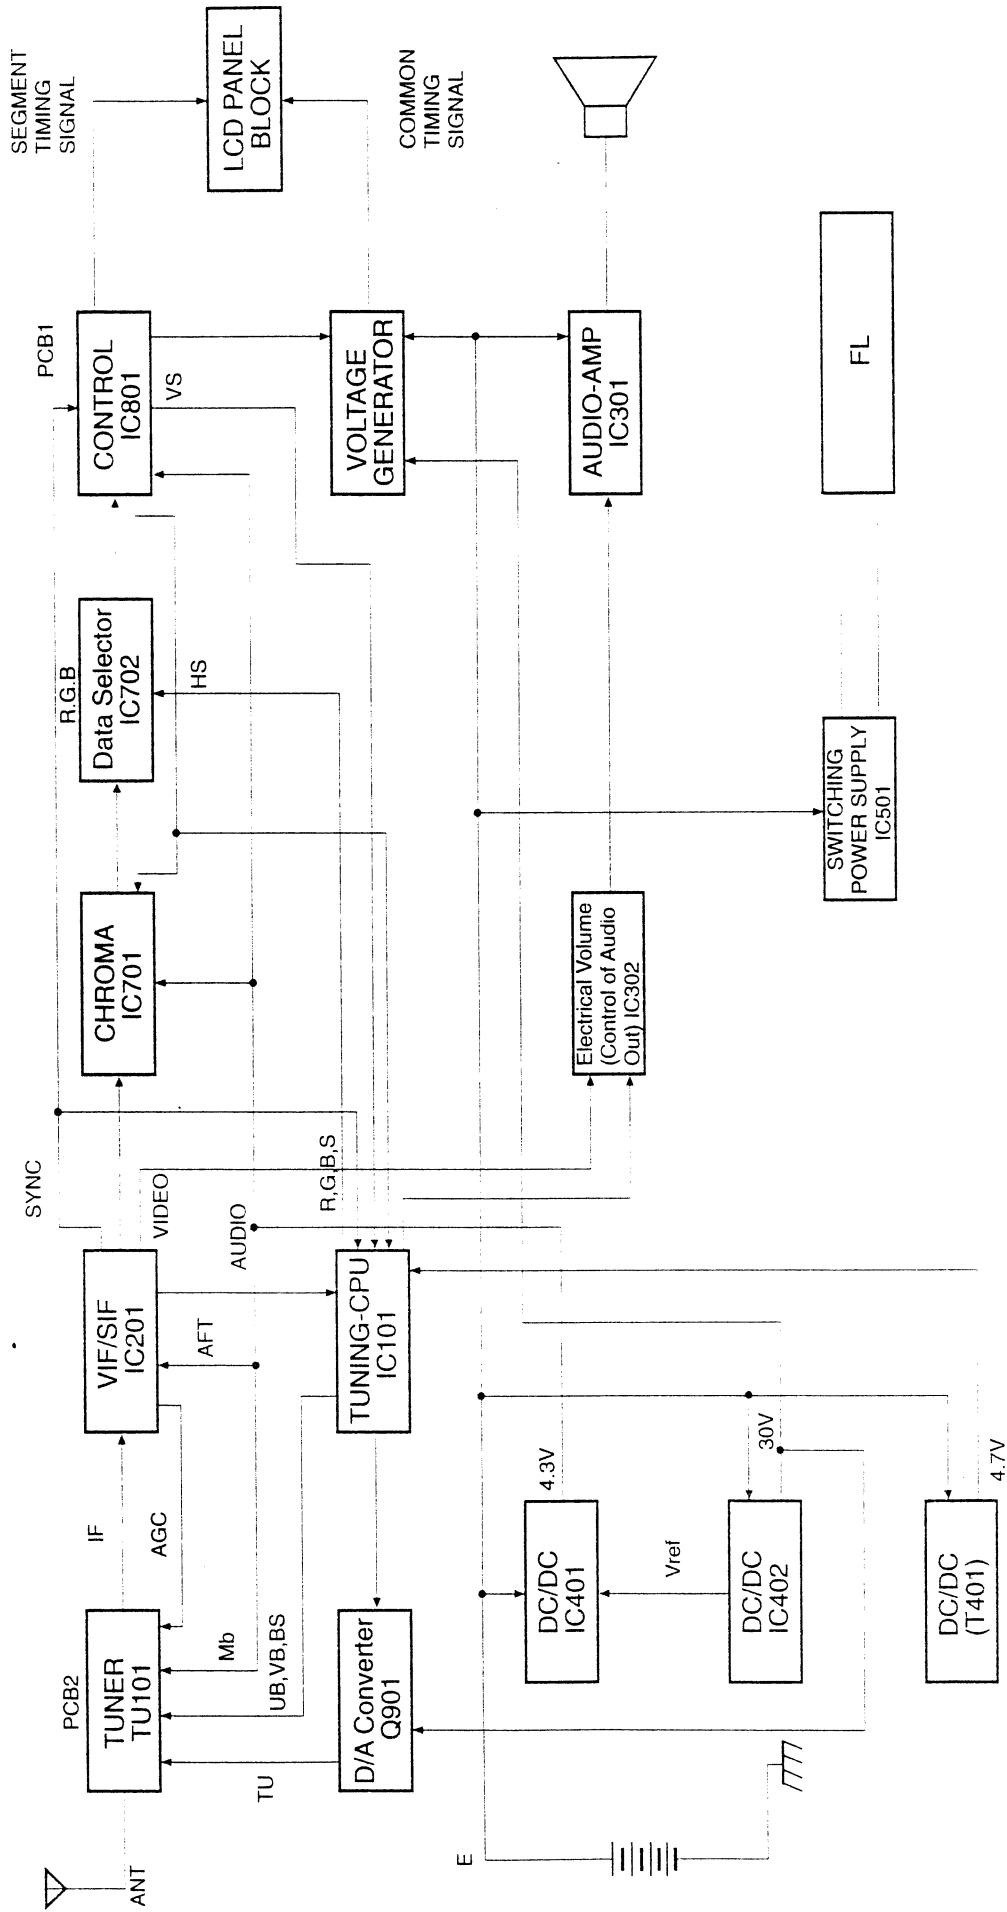 ANT
PCB2
TUNER
TU101
IF
AGC
Mb
UB,VB,BS
TU
D/A Converter
Q901
VIF/SIF
IC201
SYNC
VIDEO
AFT
AUDIO
R,G,B,S
TUNING-CPU
IC101
CHROMA
IC701
R.G.B
Data Selector
IC702
HS
PCB1
CONTROL
IC801
VS
SEGMENT
TIMING
SIGNAL
LCD PANEL
BLOCK
COMMON
TIMING
SIGNAL
VOLTAGE
GENERATOR
AUDIO-AMP
IC301
Electrical Volume
(Control of Audio
Out) IC302
E
DC/DC
IC401
4.3V
Vref
DC/DC
IC402
30V
DC/DC
(T401)
4.7V
SWITCHING
POWER SUPPLY
IC501
FL